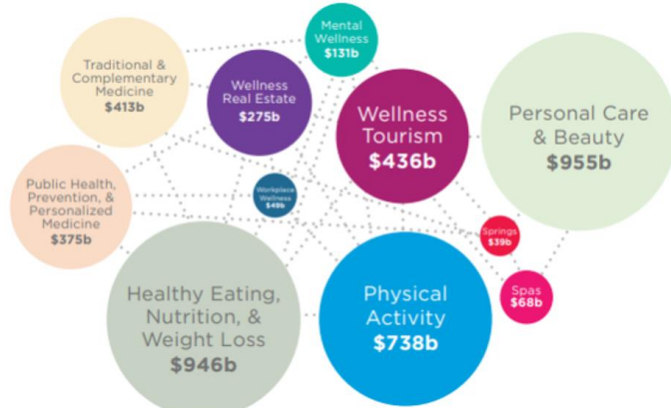 Mental
Wellness
$131b
Traditional &
Complementary
Medicine
$413b
Wellness
Real Estate
$275b
Wellness
Tourism
$436b
Personal Care
& Beauty
$955b
Public Health,
Prevention, &
Personalized
Medicine
$375b
Workplace
Wellness
$49b
Springs
$39b
Healthy Eating,
Nutrition, &
Weight Loss
$946b
Physical
Activity
$738b
Spas
$68b